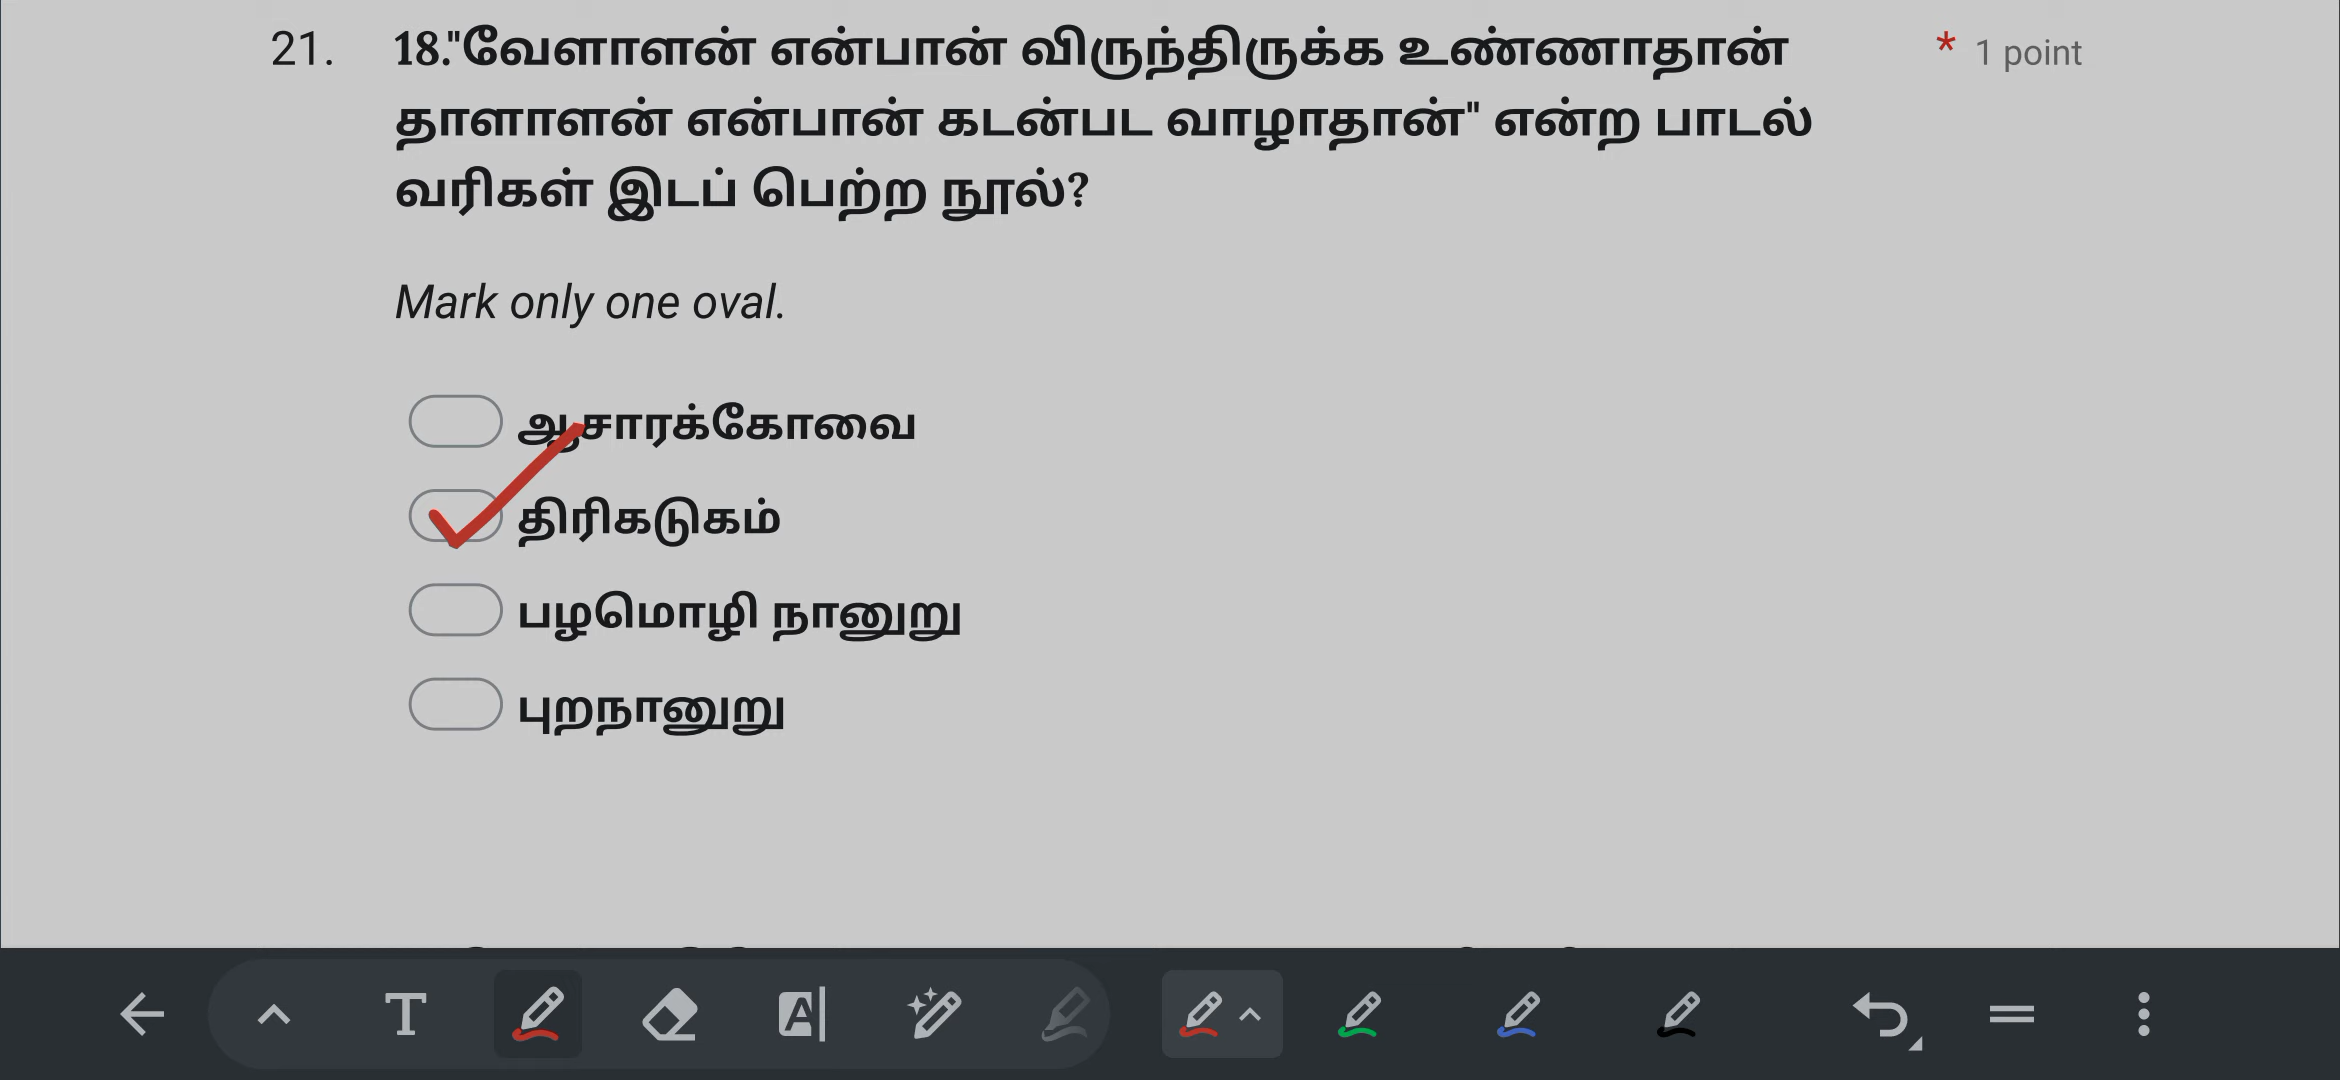 21. 18."வேளாளன் என்பான் விருந்திருக்க உண்ணாதான் * 1 point
தாளாளன் என்பான் கடன்பட வாழாதான்" என்ற பாடல்
வரிகள் இடப் பெற்ற நூல்?
Mark only one oval.
ஆசாரக்கோவை
திரிகடுகம்
பழமொழி நானுறு
புறநானுறு